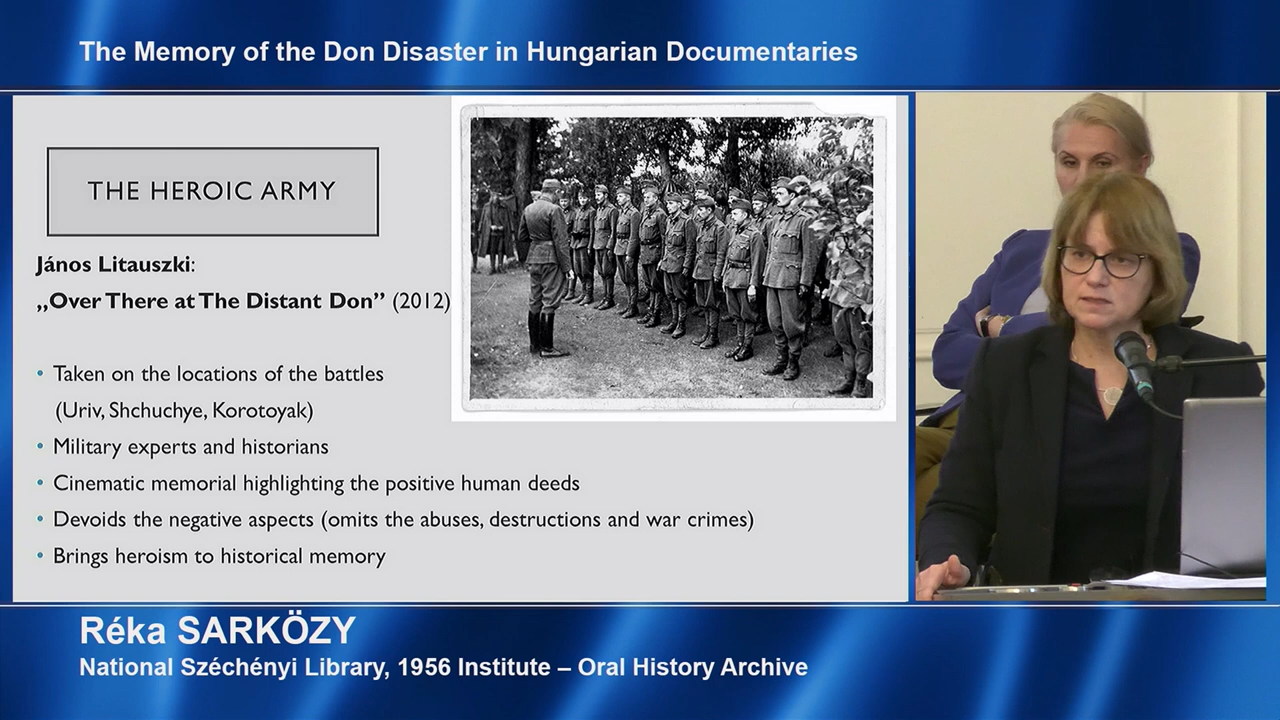 The Memory of the Don Disaster in Hungarian Documentaries
THE HEROIC ARMY
János Litauszki:
„Over There at The Distant Don” (2012)
• Taken on the locations of the battles
(Uriv, Shchuchye, Korotoyak)
• Military experts and historians
• Cinematic memorial highlighting the positive human deeds
• Devoids the negative aspects (omits the abuses, destructions and war crimes)
• Brings heroism to historical memory
Réka SARKÖZY
National Széchényi Library, 1956 Institute – Oral History Archive